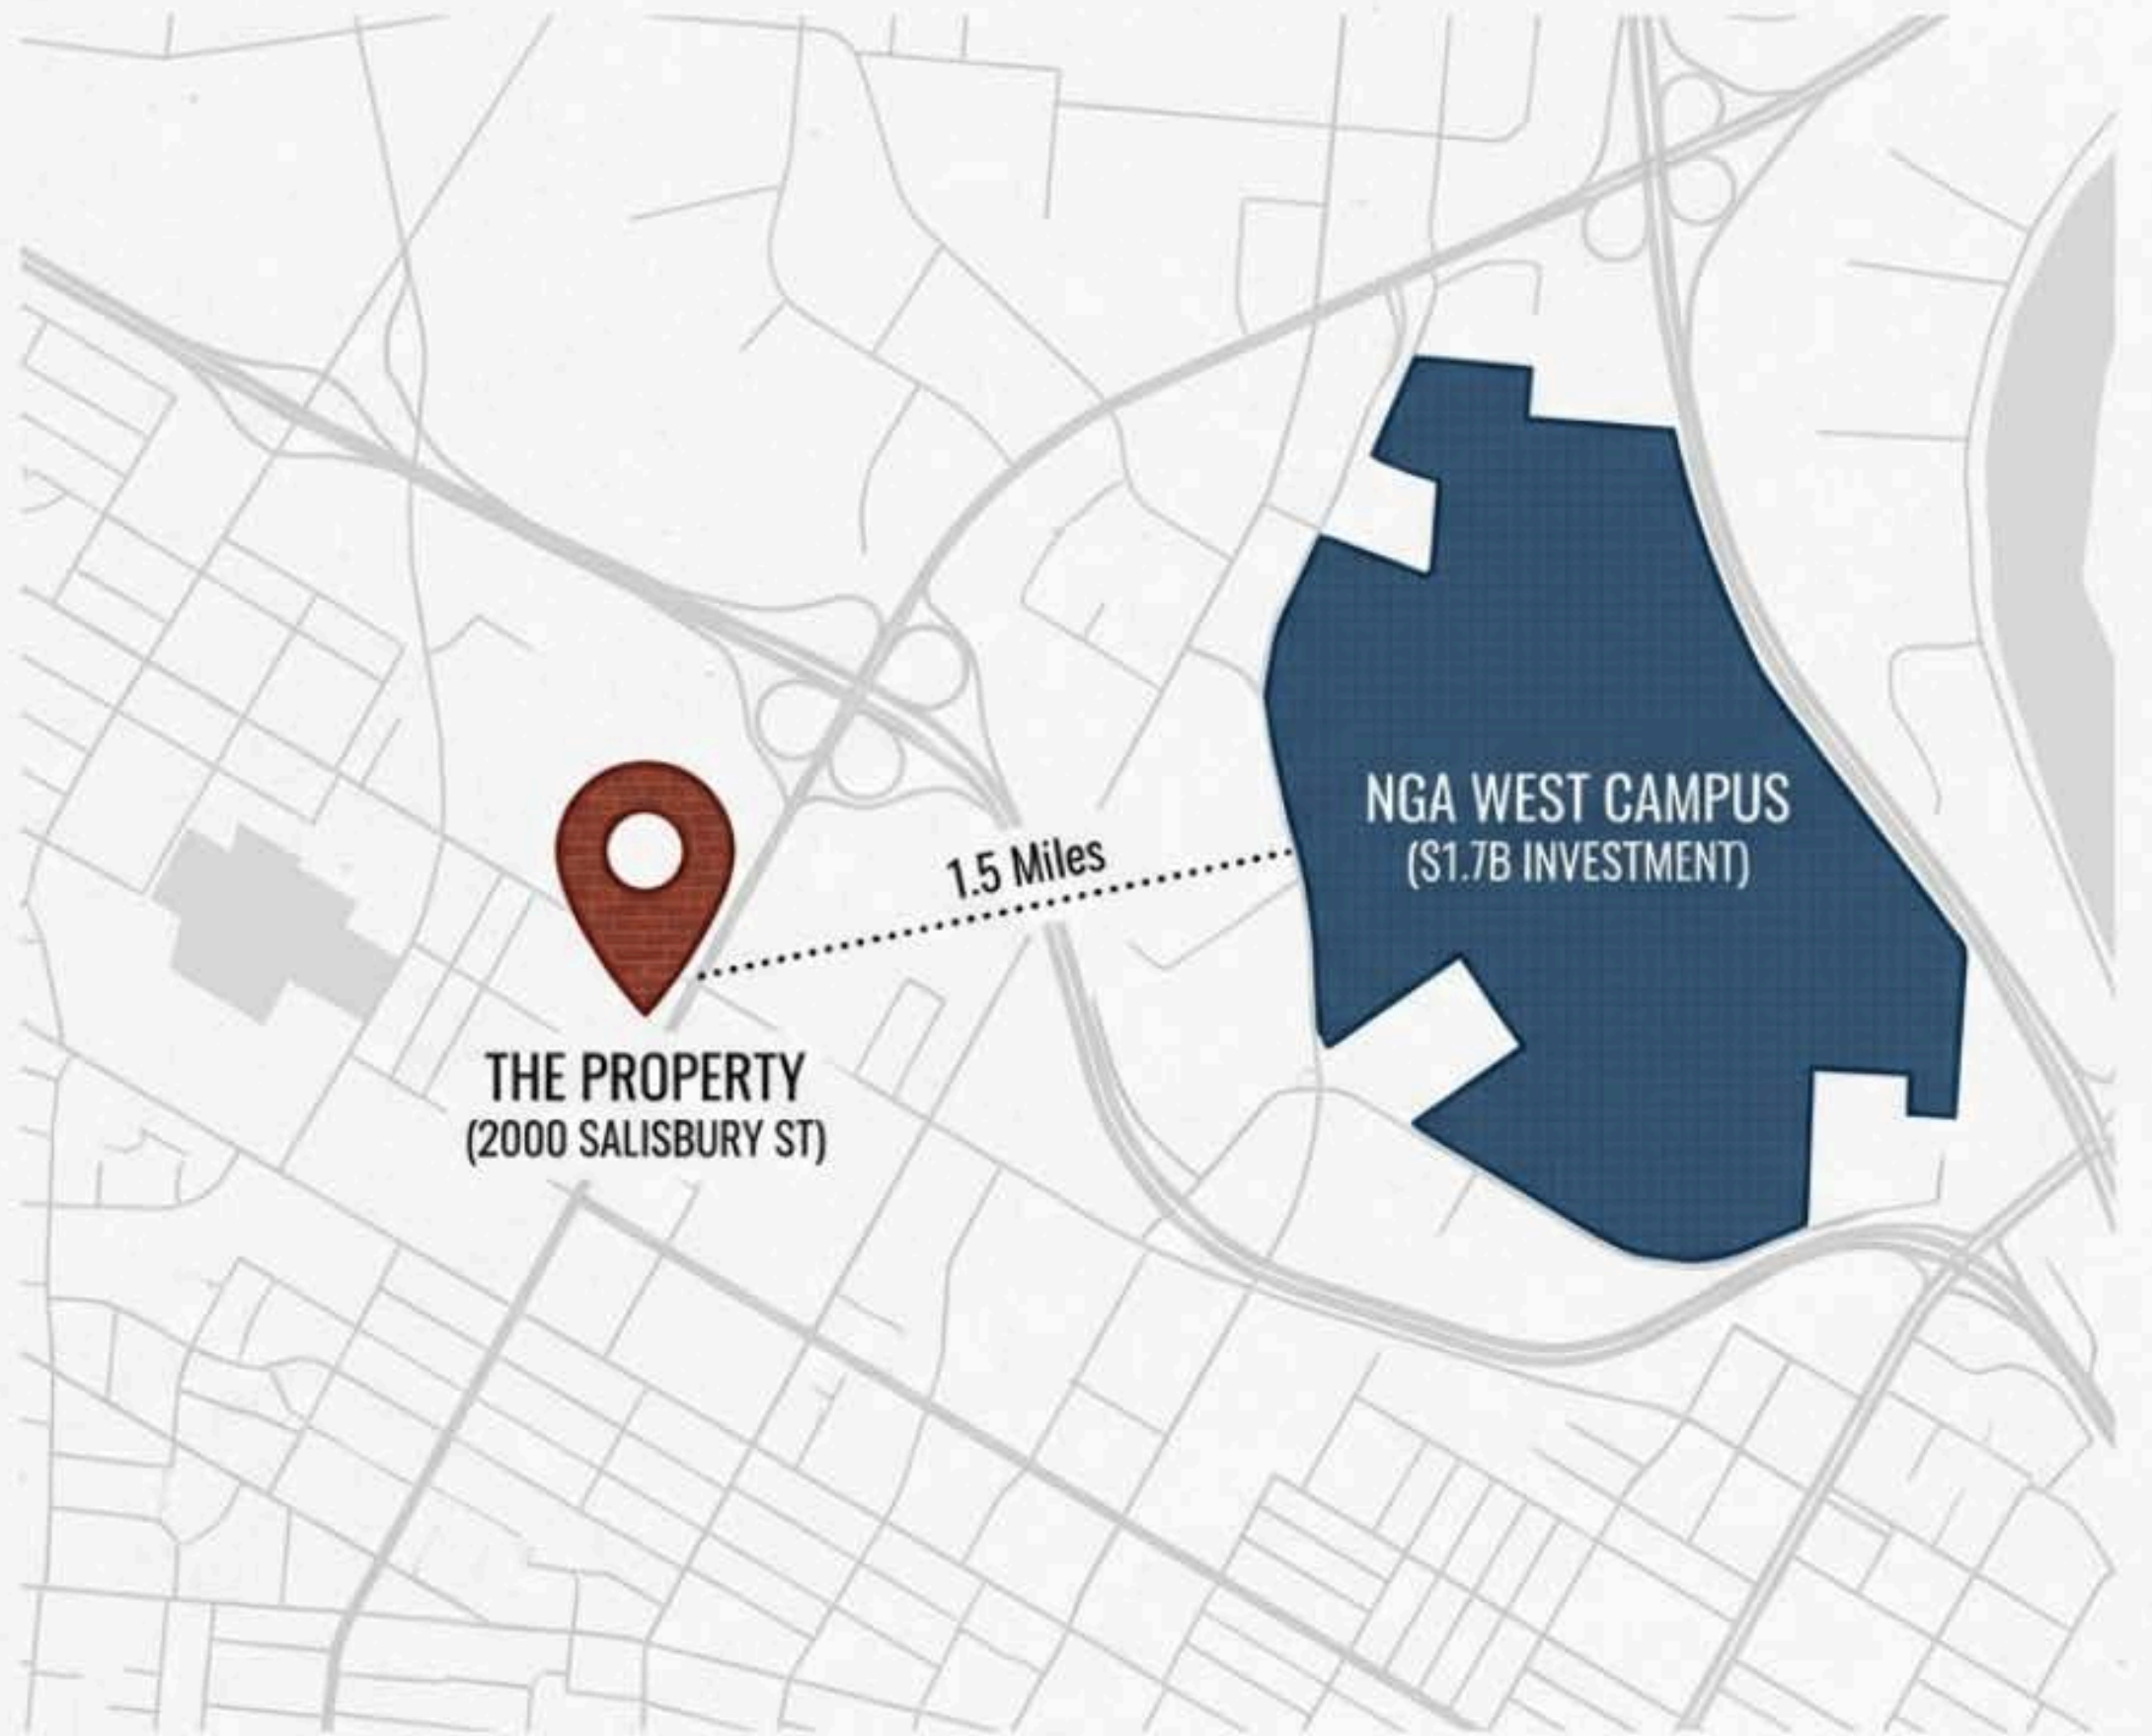 NGA WEST CAMPUS
(S1.7B INVESTMENT)
1.5 Miles
THE PROPERTY
(2000 SALISBURY ST)